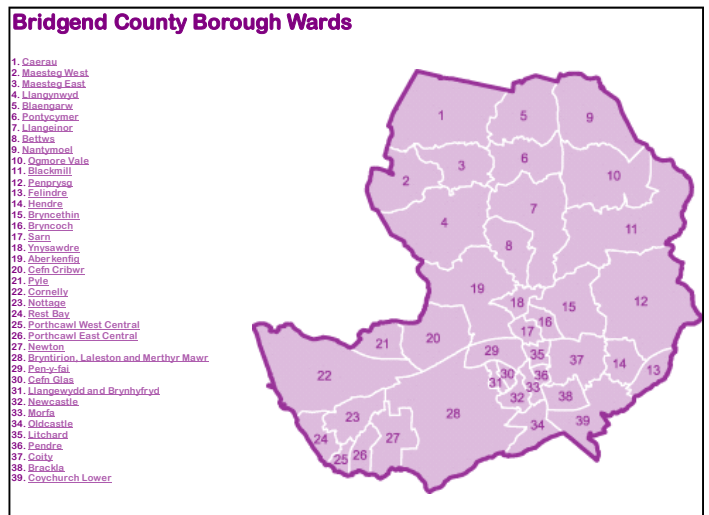 Bridgend County Borough Wards
1. Caerau
2. Maesteg West
3. Maesteg East
4. Llangynwyd
5. Blaengarw
6. Pontycymer
7. Llangeinor
8. Bettws
9. Nantymoel
10. Ogmore Vale
11. Blackmill
12. Penprysg
13. Felindre
14. Hendre
15. Bryncethin
16. Bryncoch
17. Sarn
18. Ynysawdre
19. Aberkenfig
20. Cefn Cribwr
21. Pyle
22. Cornelly
23. Nottage
24. Rest Bay
25. Porthcawl West Central
26. Porthcawl East Central
27. Newton
28. Bryntirion, Laleston and Merthyr Mawr
29. Pen-y-fai
30. Cefn Glas
31. Llangewydd and Brynhyfryd
32. Newcastle
33. Morfa
34. Oldcastle
35. Litchard
36. Pendre
37. Coity
38. Brackla
39. Coychurch Lower
1
5
9
2
3
6
10
4
7
8
11
19
18
15
12
16
17
20
21
29
35
37
14
13
22
31
30
36
33
32
38
28
34
39
23
24
27
25
26